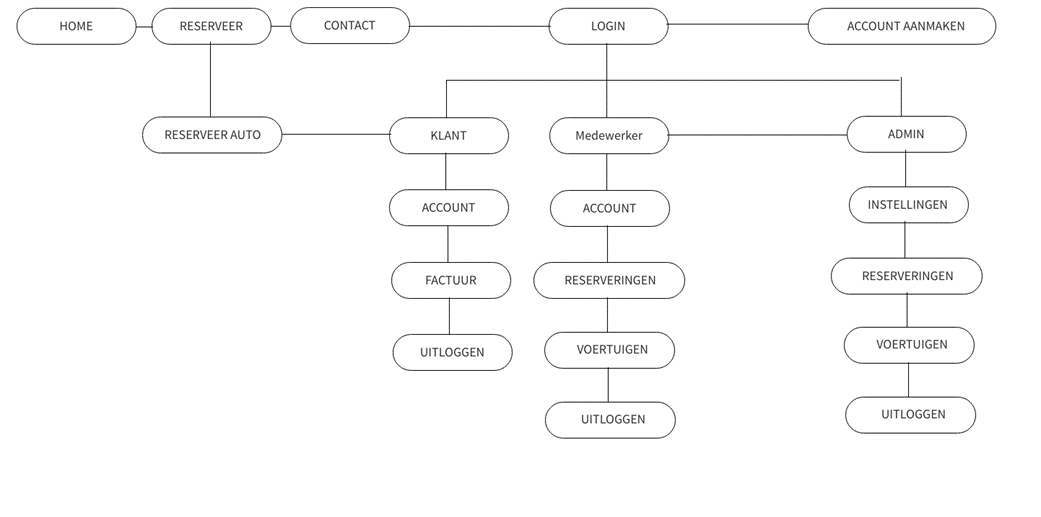 HOME
RESERVEER
CONTACT
LOGIN
ACCOUNT AANMAKEN
RESERVEER AUTO
KLANT
Medewerker
ADMIN
ACCOUNT
ACCOUNT
INSTELLINGEN
FACTUUR
RESERVERINGEN
RESERVERINGEN
UITLOGGEN
VOERTUIGEN
VOERTUIGEN
UITLOGGEN
UITLOGGEN